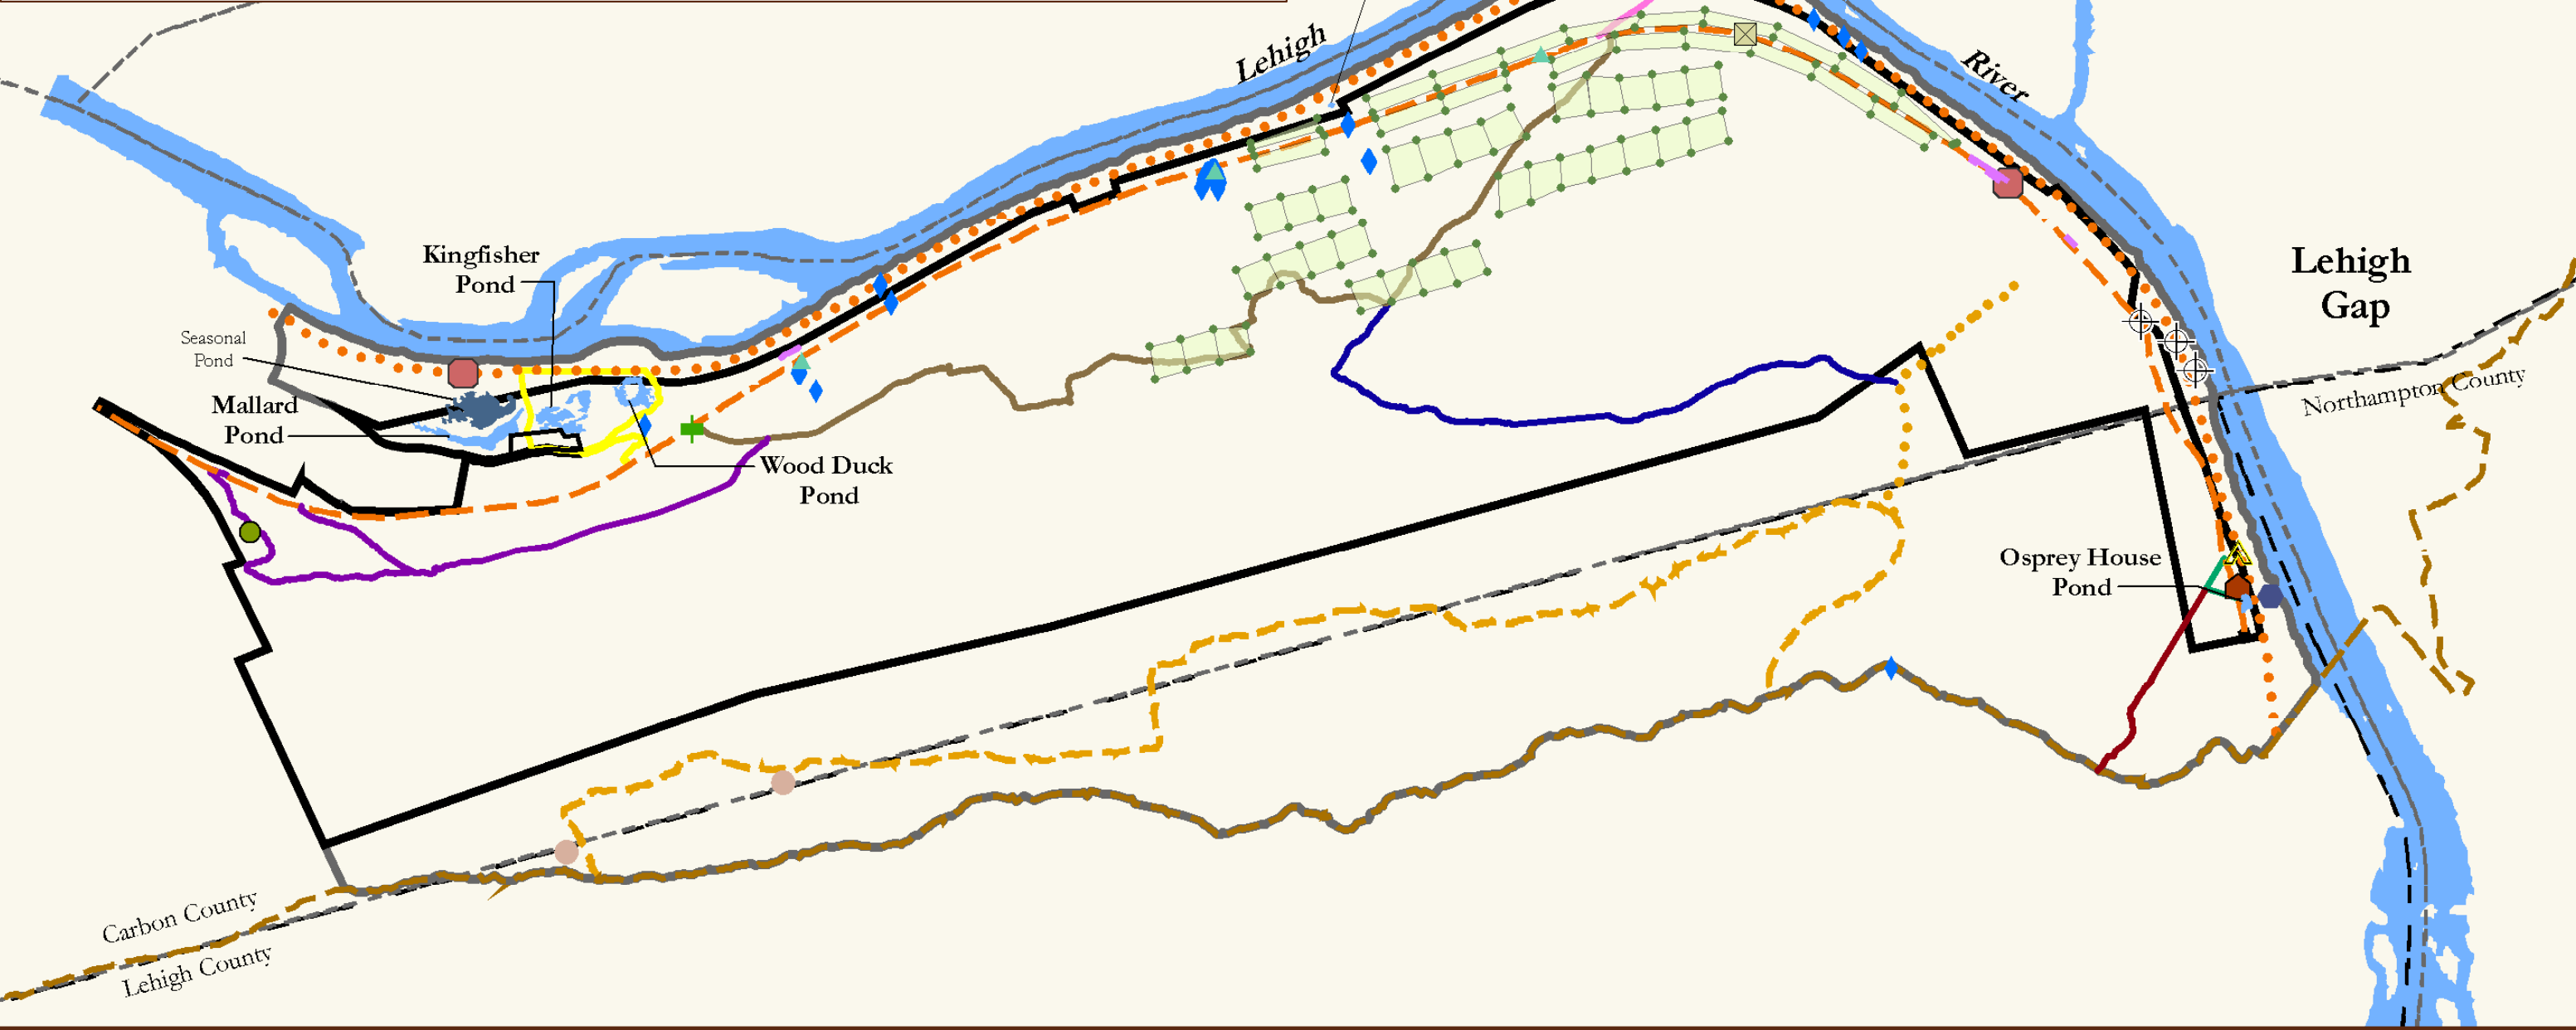 Lehigh
River
Kingfisher
Pond
Lehigh
Gap
Seasonal
Pond
Northampton County
Mallard
Pond
Wood Duck
Pond
Osprey House
Pond
Carbon County
Lehigh County